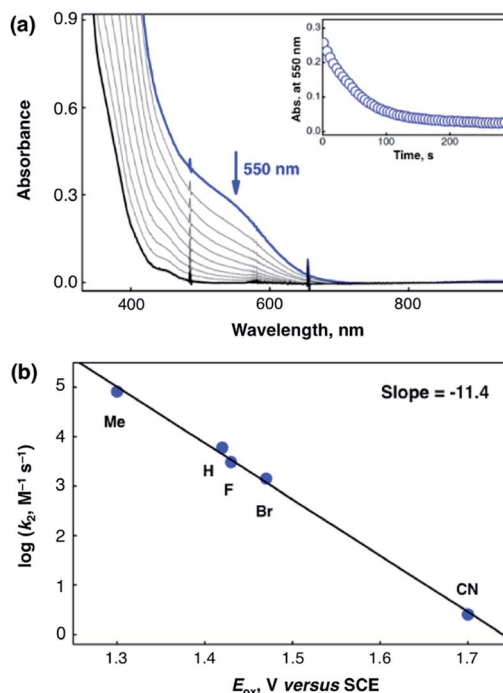 (a)
0.9
0.6
0.3
0.0
Absorbance
400
600
800
Wavelength, nm
550 nm
Abs. at 550 nm
0.3
0.2
0.1
0.0
0
100
200
Time, s
(b)
Slope = -11.4
log (k₂, M⁻¹ s⁻¹)
5
4
3
2
1
0
Me
H
F
Br
CN
1.3
1.4
1.5
1.6
1.7
Eₒₓ, V versus SCE